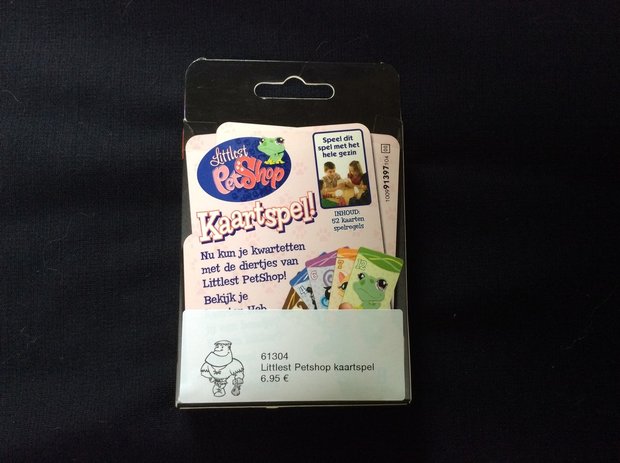 Littlest
PetShop
Kaartspel!
Nu kun je kwartetten
met de diertjes van
Littlest PetShop!
Bekijk je
Speel dit
spel met het
hele gezin
INHOUD:
52 kaarten
spelregels
61304
Littlest Petshop kaartspel
6.95 €